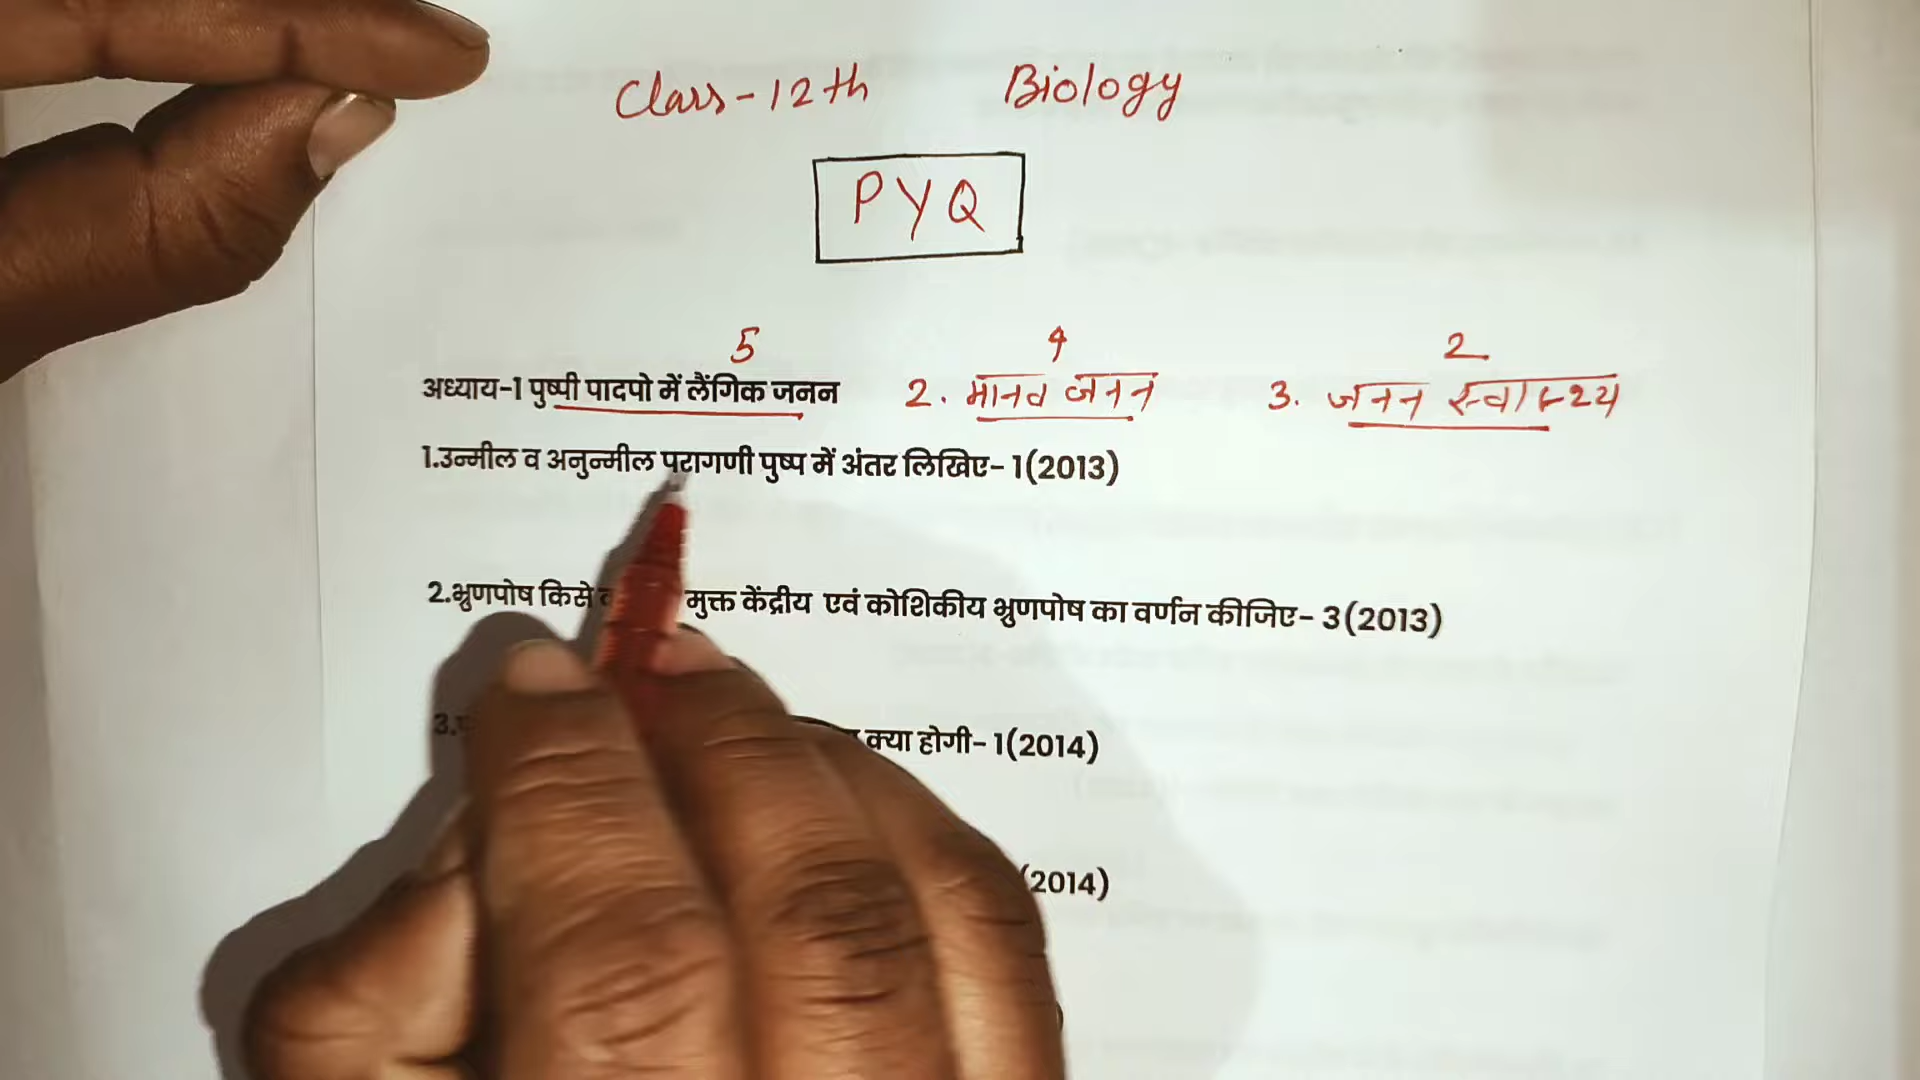 Class-12th Biology
PYQ
5 4 2
अध्याय-1 पुष्पी पादपो में लैंगिक जनन 2. मानव जनन 3. जनन स्वास्थ्य
1.उन्मील व अनुन्मील परागणी पुष्प में अंतर लिखिए- 1(2013)
2.भ्रुणपोष किसे मुक्त केंद्रीय एवं कोशिकीय भ्रुणपोष का वर्णन कीजिए- 3(2013)
3. क्या होगी- 1(2014)
(2014)